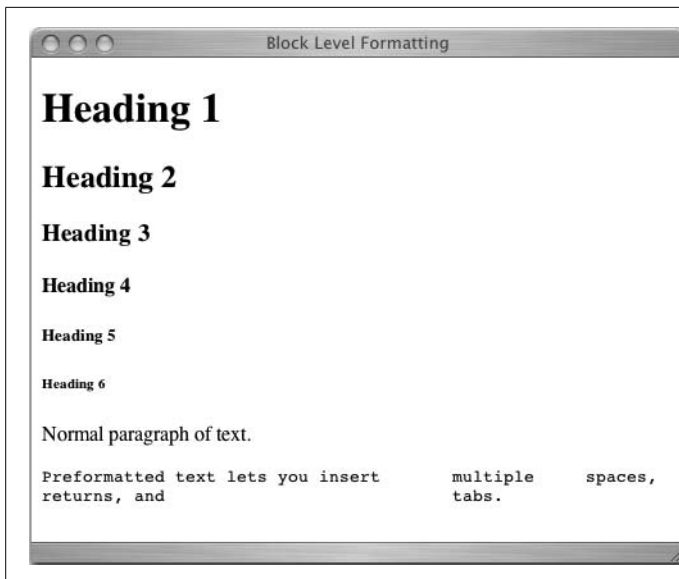 Block Level Formatting
Heading 1
Heading 2
Heading 3
Heading 4
Heading 5
Heading 6
Normal paragraph of text.
Preformatted text lets you insert       multiple     spaces,
returns, and                            tabs.